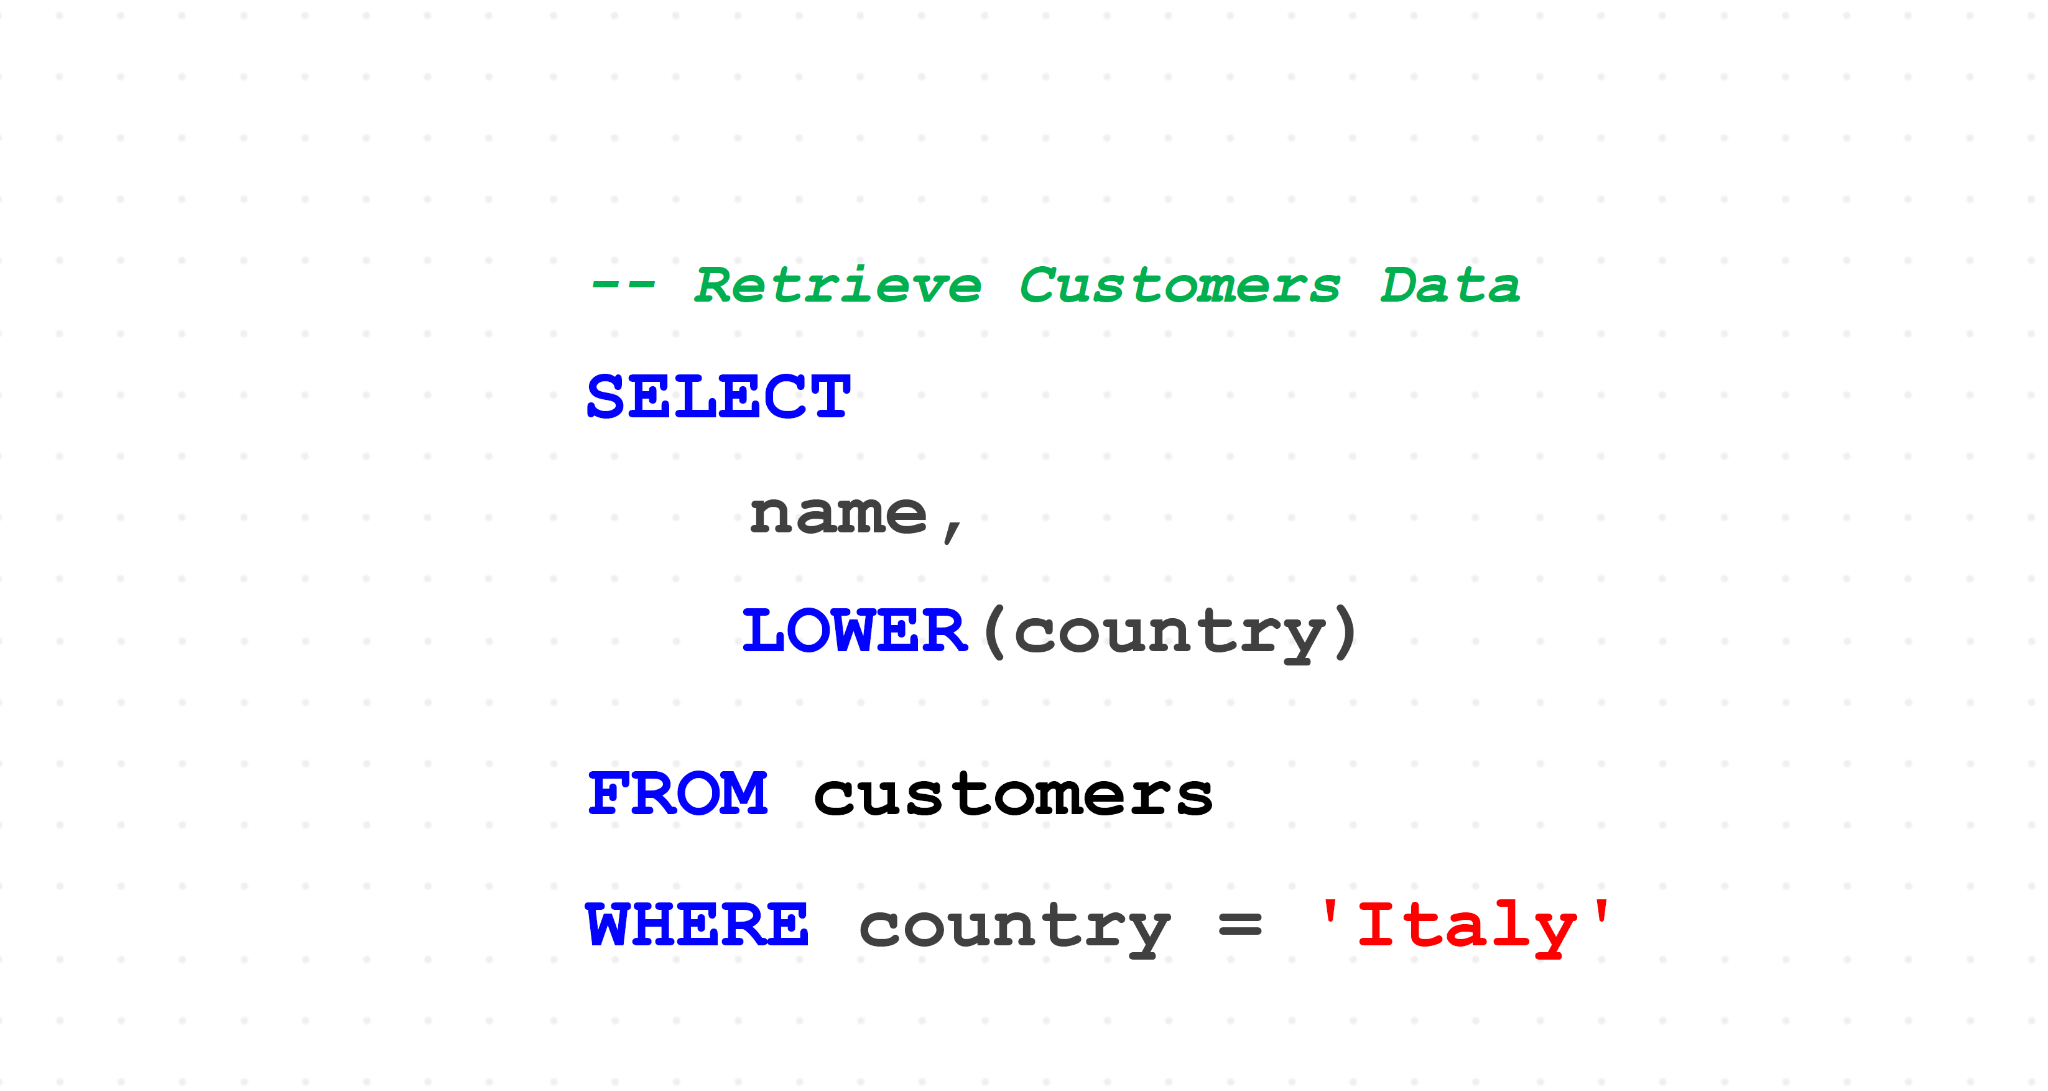 -- Retrieve Customers Data
SELECT
name,
LOWER(country)
FROM customers
WHERE country = 'Italy'